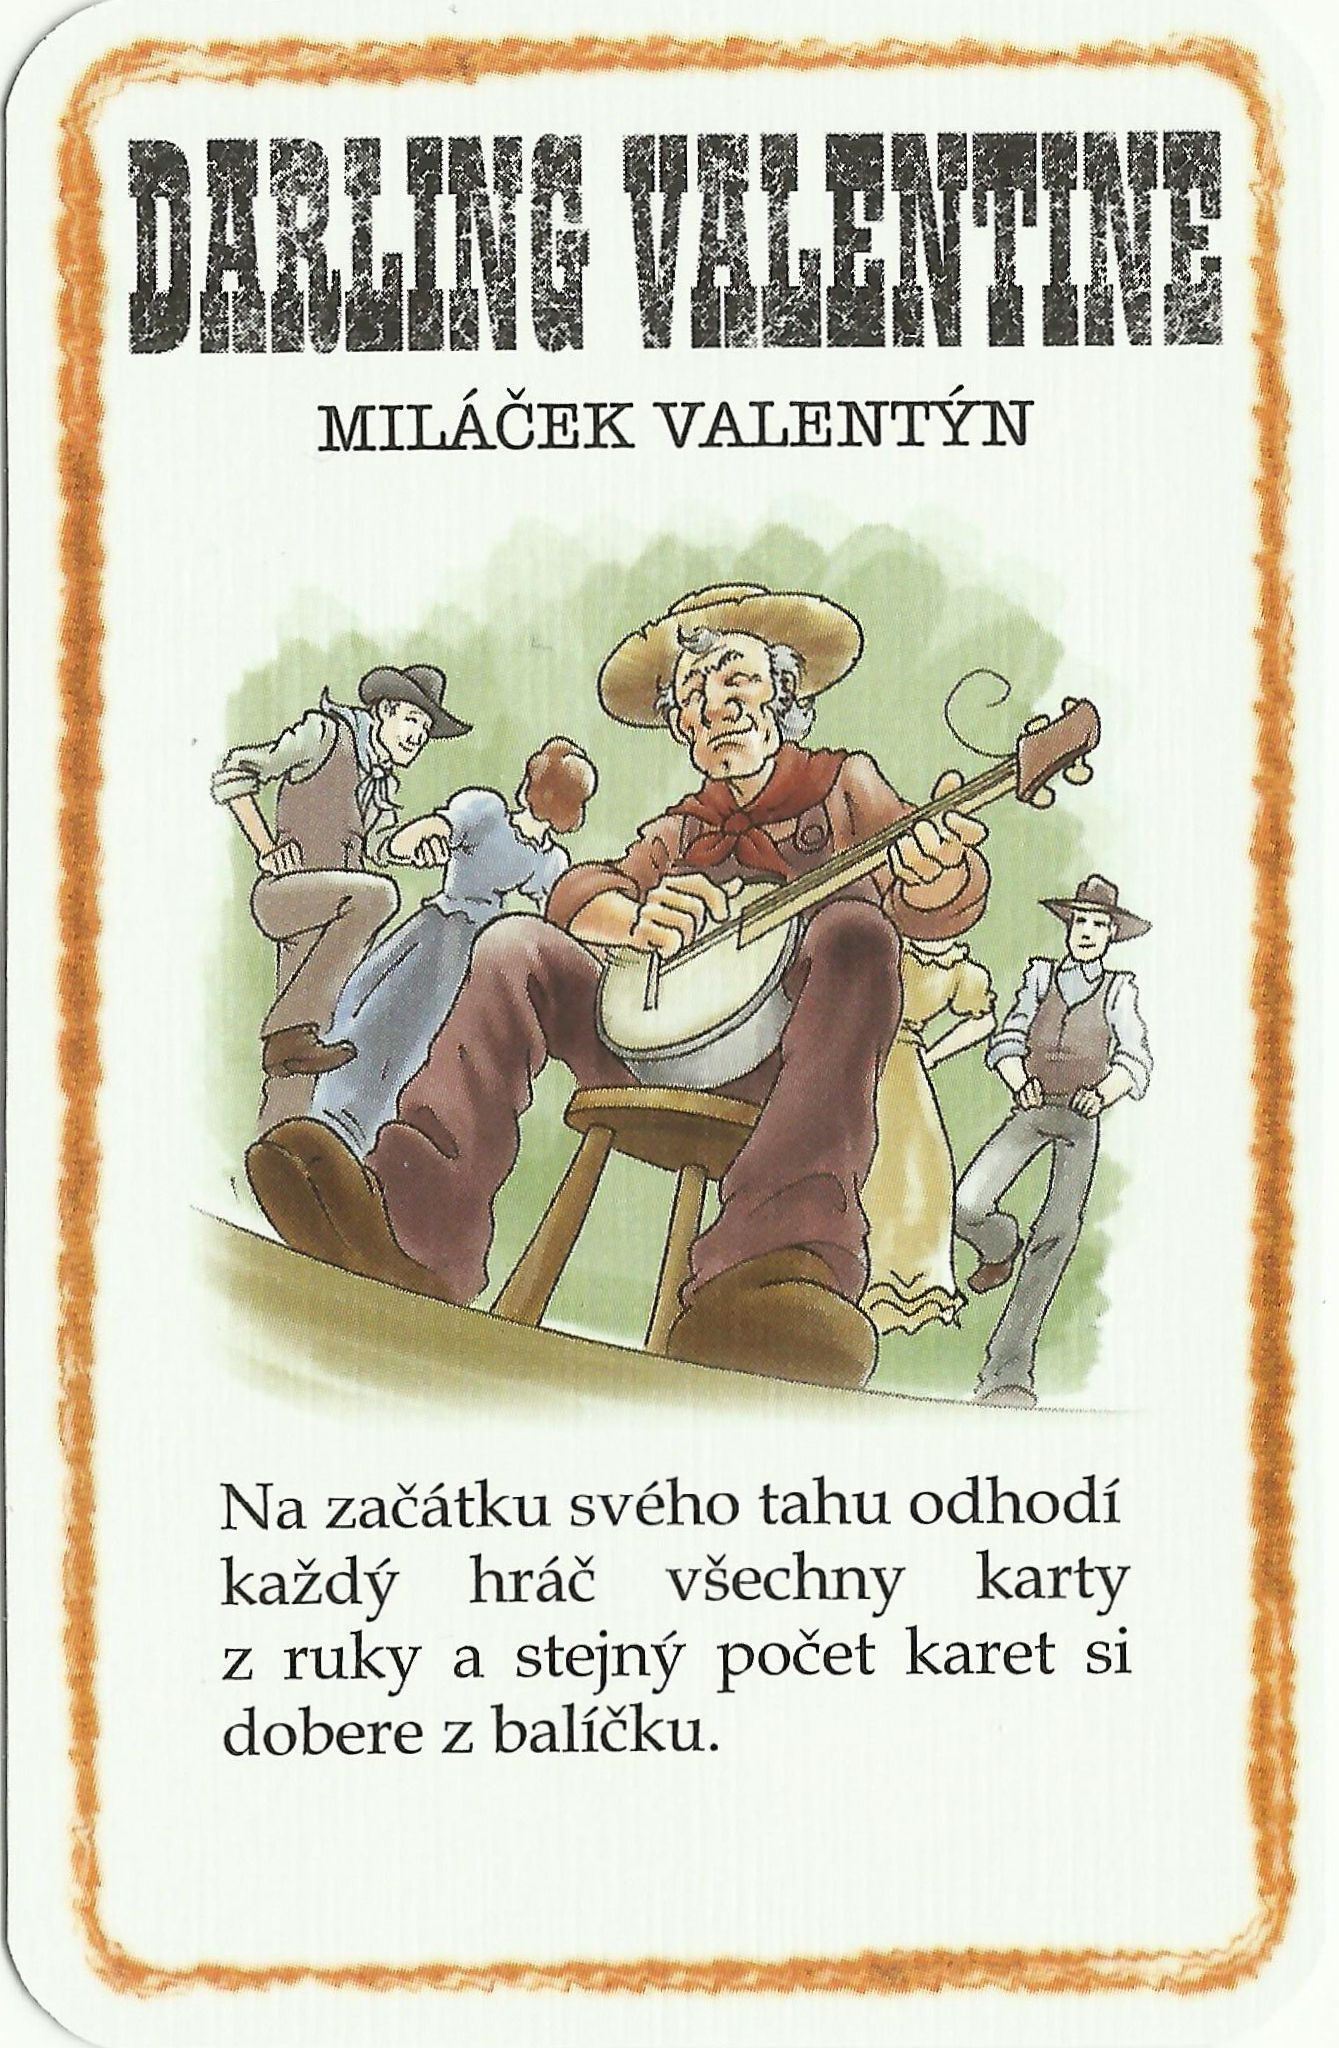 DARLING VALENTINE
MILÁČEK VALENTÝN
Na začátku svého tahu odhodí
každý hráč všechny karty
z ruky a stejný počet karet si
dobere z balíčku.